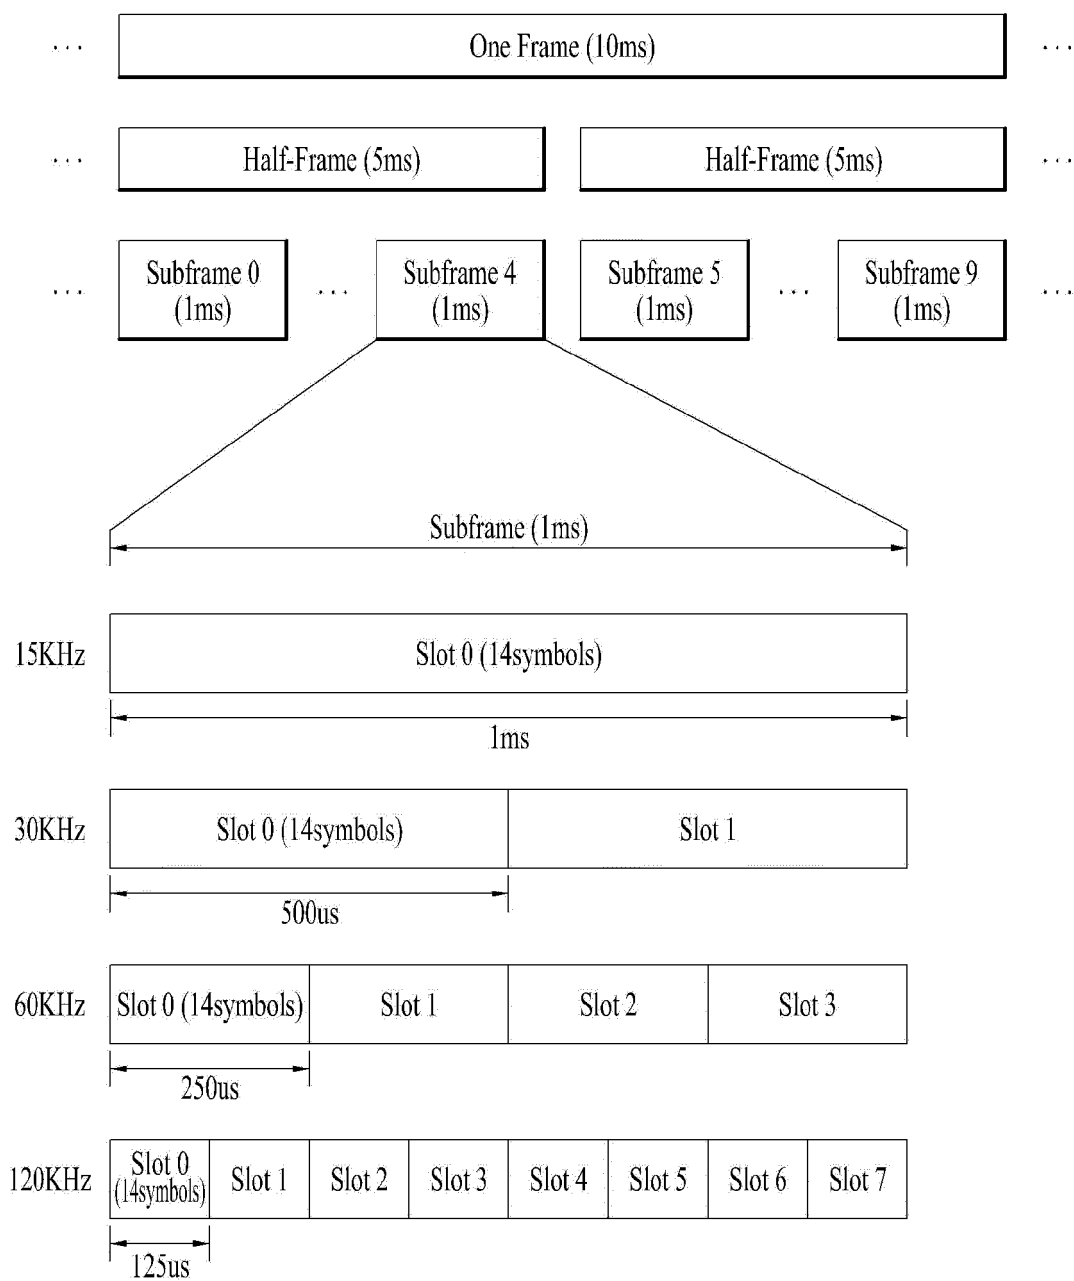 ... One Frame (10ms) ...
... Half-Frame (5ms) Half-Frame (5ms) ...
Subframe 0
(1ms)
Subframe 4
(1ms)
Subframe 5
(1ms)
Subframe 9
(1ms)
... ... ... ...
Subframe (1ms)
15KHz Slot 0 (14symbols)
1ms
30KHz Slot 0 (14symbols) Slot 1
500us
60KHz Slot 0 (14symbols) Slot 1 Slot 2 Slot 3
250us
120KHz Slot 0
(14symbols)
Slot 1 Slot 2 Slot 3 Slot 4 Slot 5 Slot 6 Slot 7
125us